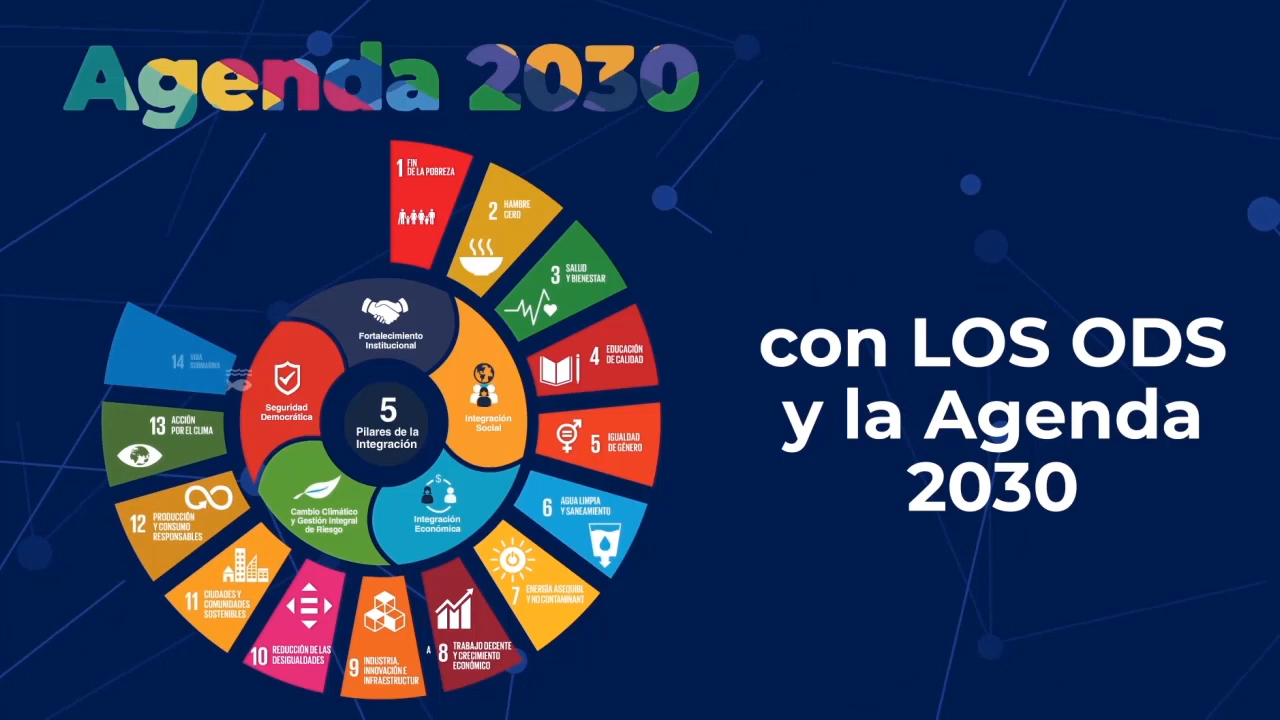 Agenda 2030
1 FIN
DE LA POBREZA
2 HAMBRE
CERO
3 SALUD
Y BIENESTAR
4 EDUCACIÓN
DE CALIDAD
5 IGUALDAD
DE GÉNERO
6 AGUA LIMPIA
Y SANEAMIENTO
7 ENERGÍA ASEQUIBL
Y NO CONTAMINANT
8 TRABAJO DECENTE
Y CRECIMIENTO
ECONÓMICO
A
9 INDUSTRIA,
INNOVACIÓN E
INFRAESTRUCTUR
10 REDUCCIÓN DE LAS
DESIGUALDADES
11 CIUDADES Y
COMUNIDADES
SOSTENIBLES
12 PRODUCCIÓN
Y CONSUMO
RESPONSABLES
13 ACCIÓN
POR EL CLIMA
14 VIDA
SUBMARINA
Fortalecimiento
Institucional
Integración
Social
$
Integración
Económica
Cambio Climático
y Gestión Integral
de Riesgo
Seguridad
Democrática
5
Pilares de la
Integración
con LOS ODS
y la Agenda
2030